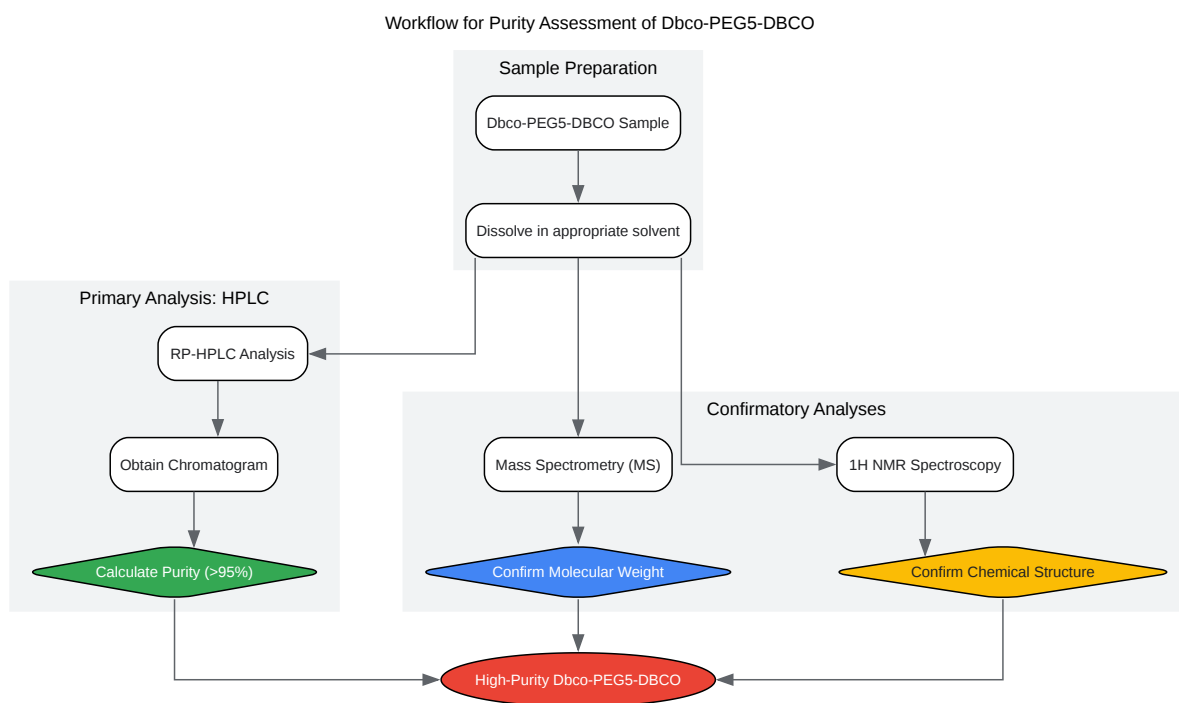 Workflow for Purity Assessment of Dbco-PEG5-DBCO
Sample Preparation
Dbco-PEG5-DBCO Sample
Dissolve in appropriate solvent
Primary Analysis: HPLC
RP-HPLC Analysis
Obtain Chromatogram
Calculate Purity (>95%)
Confirmatory Analyses
Mass Spectrometry (MS)
1H NMR Spectroscopy
Confirm Molecular Weight
Confirm Chemical Structure
High-Purity Dbco-PEG5-DBCO